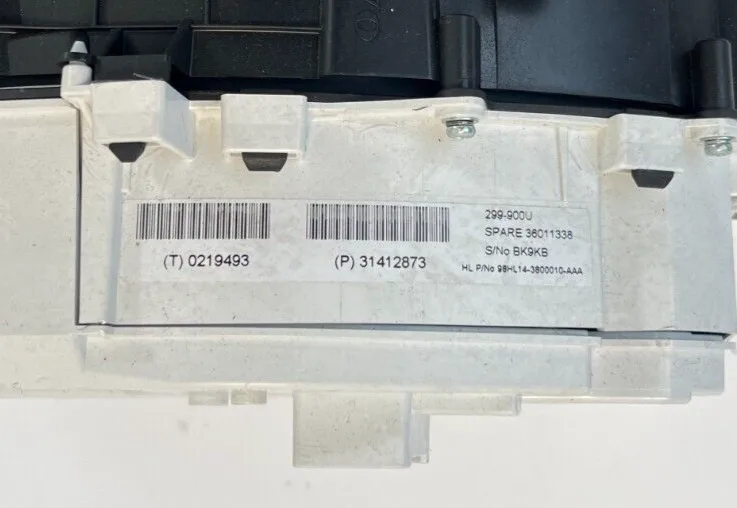 (T) 0219493
(P) 31412873
299-900U
SPARE 36011338
S/No BK9KB
HL P/No 98HL14-3800010-AAA